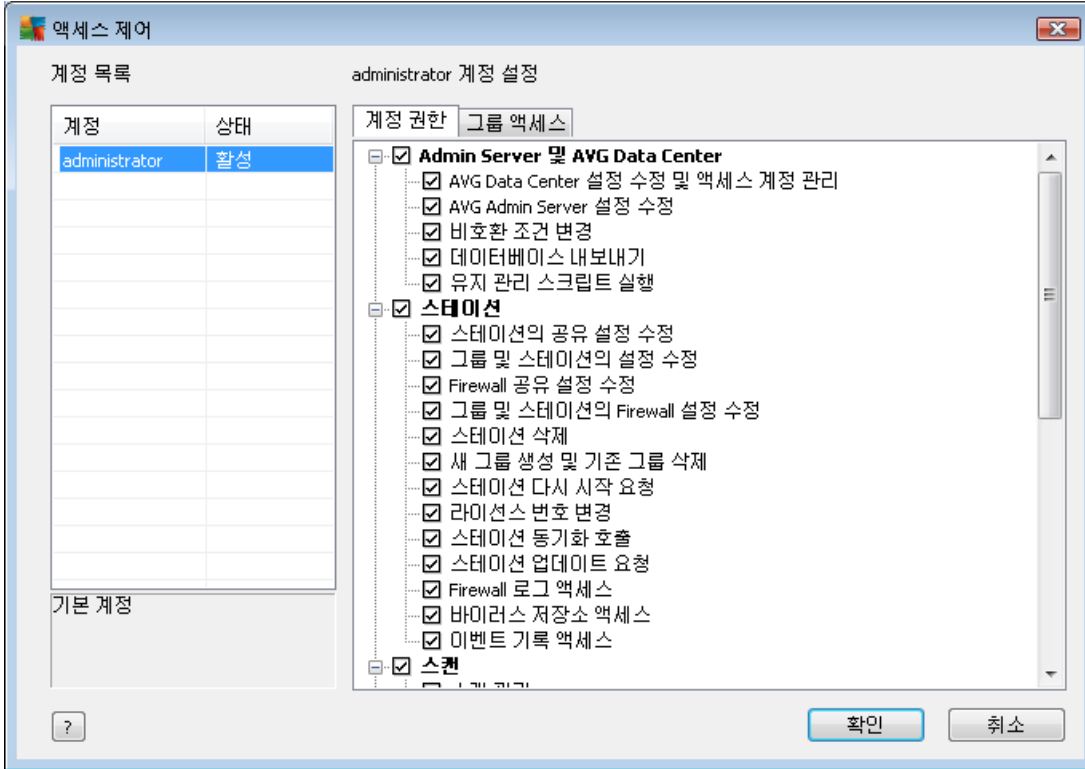 액세스 제어
계정 목록
administrator 계정 설정
계정 상태
administrator 활성
기본 계정
계정 권한 그룹 액세스
Admin Server 및 AVG Data Center
AVG Data Center 설정 수정 및 액세스 계정 관리
AVG Admin Server 설정 수정
비호환 조건 변경
데이터베이스 내보내기
유지 관리 스크립트 실행
스테이션
스테이션의 공유 설정 수정
그룹 및 스테이션의 설정 수정
Firewall 공유 설정 수정
그룹 및 스테이션의 Firewall 설정 수정
스테이션 삭제
새 그룹 생성 및 기존 그룹 삭제
스테이션 다시 시작 요청
라이선스 번호 변경
스테이션 동기화 호출
스테이션 업데이트 요청
Firewall 로그 액세스
바이러스 저장소 액세스
이벤트 기록 액세스
스캔
?
확인
취소